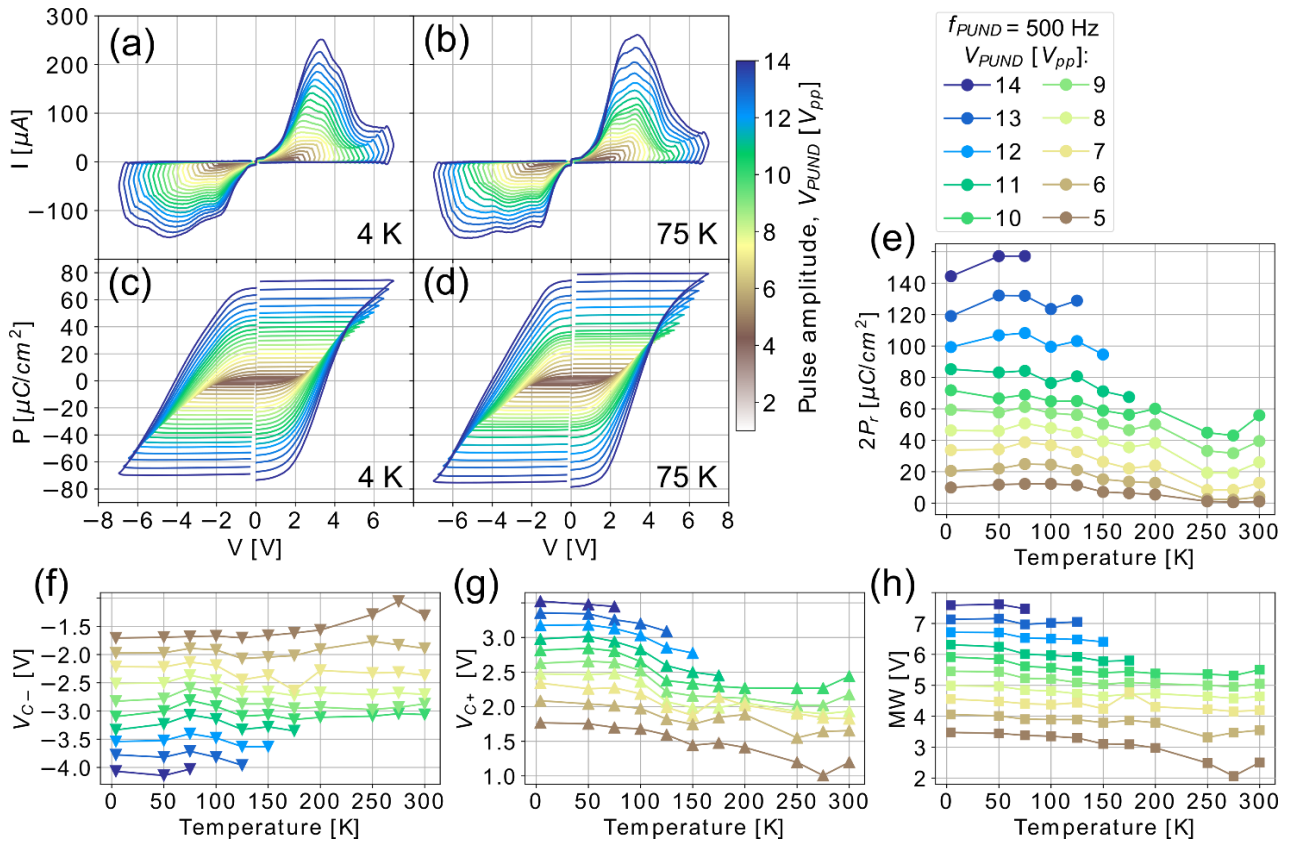 (a)
(b)
300
200
100
0
−100
I [μA]
4 K
75 K
14
12
10
8
6
4
2
Pulse amplitude, V_PUND [V_pp]
f_PUND = 500 Hz
V_PUND [V_pp]:
14 9
13 8
12 7
11 6
10 5
(c)
(d)
80
60
40
20
0
−20
−40
−60
−80
P [μC/cm²]
4 K
75 K
−8 −6 −4 −2 0 2 4 6 −8 −6 −4 −2 0 2 4 6 8
V [V] V [V]
(e)
140
120
100
80
60
40
20
0
2P_r [μC/cm²]
0 50 100 150 200 250 300
Temperature [K]
(f)
−1.5
−2.0
−2.5
−3.0
−3.5
−4.0
V_C− [V]
0 50 100 150 200 250 300
Temperature [K]
(g)
3.0
2.5
2.0
1.5
1.0
V_C+ [V]
0 50 100 150 200 250 300
Temperature [K]
(h)
7
6
5
4
3
2
MW [V]
0 50 100 150 200 250 300
Temperature [K]